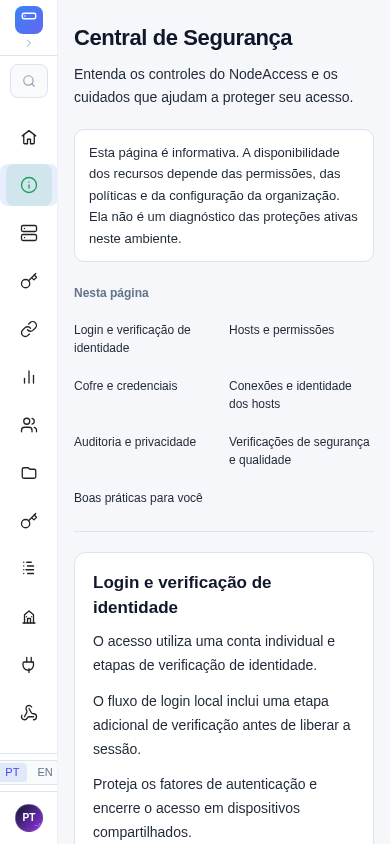 Central de Segurança
Entenda os controles do NodeAccess e os
cuidados que ajudam a proteger seu acesso.
Esta página é informativa. A disponibilidade
dos recursos depende das permissões, das
políticas e da configuração da organização.
Ela não é um diagnóstico das proteções ativas
neste ambiente.
Nesta página
Login e verificação de
identidade
Hosts e permissões
Cofre e credenciais
Conexões e identidade
dos hosts
Auditoria e privacidade
Verificações de segurança
e qualidade
Boas práticas para você
Login e verificação de
identidade
O acesso utiliza uma conta individual e
etapas de verificação de identidade.
O fluxo de login local inclui uma etapa
adicional de verificação antes de liberar a
sessão.
Proteja os fatores de autenticação e
encerre o acesso em dispositivos
compartilhados.
PT EN
PT